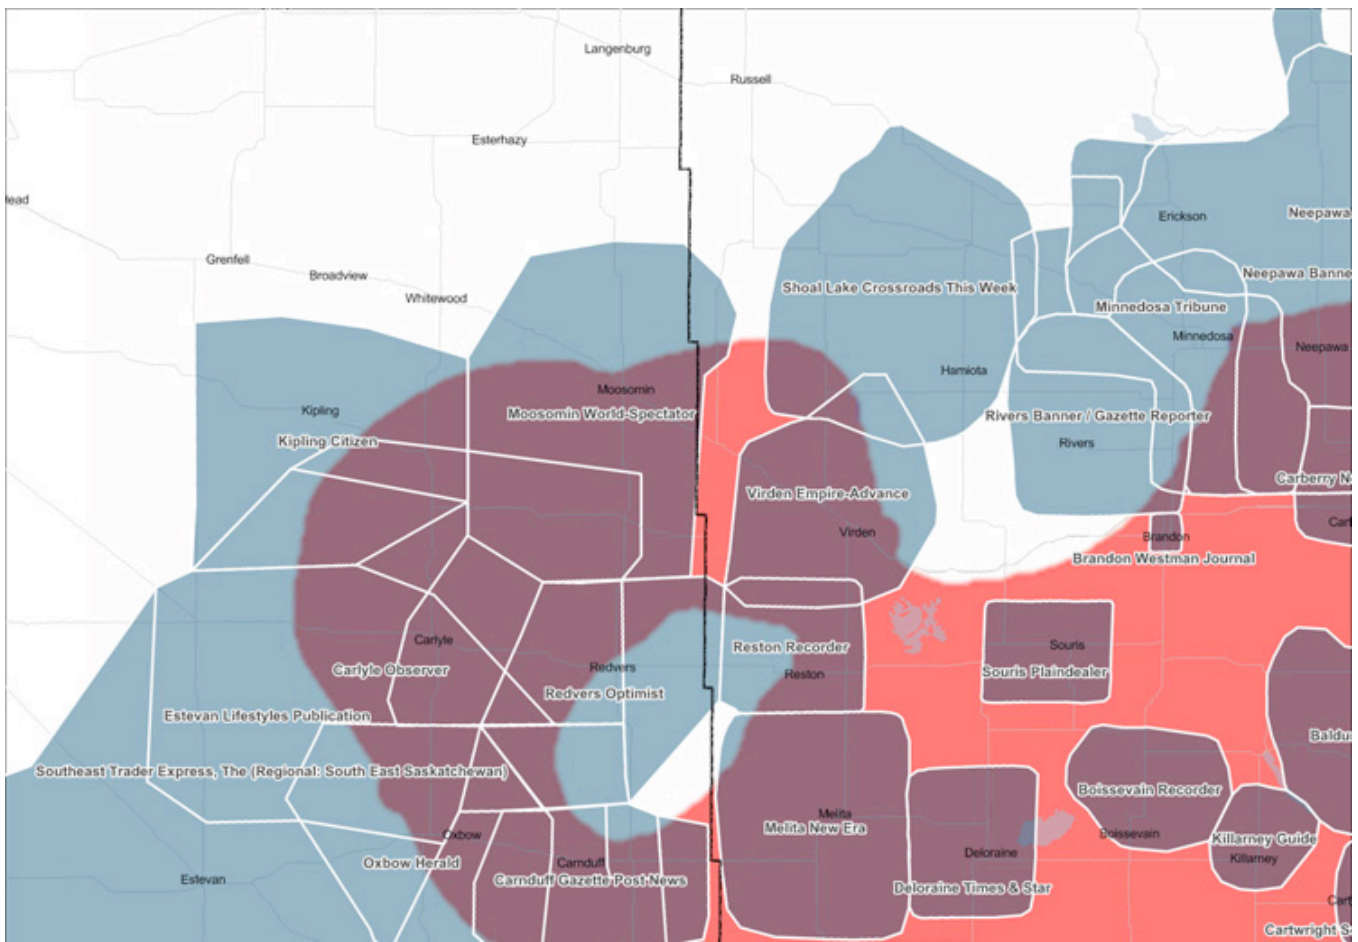 Langenburg
Russell
Esterhazy
Erickson
Neepawa
Grenfell
Broadview
Whitewood
Neepawa Banne
Shoal Lake Crossroads This Week
Minnedosa Tribune
Minnedosa
Neepawa
Hamiota
Moosomin
Kipling
Moosomin World-Spectator
Rivers Banner / Gazette Reporter
Kipling Citizen
Rivers
Carberry N
Virden Empire-Advance
Virden
Brandon
Brandon Westman Journal
Carlyle
Souris
Reston Recorder
Redvers
Carlyle Observer
Souris Plaindealer
Reston
Redvers Optimist
Estevan Lifestyles Publication
Baldu
Southeast Trader Express, The (Regional: South East Saskatchewan)
Boissevain Recorder
Melita
Melita New Era
Oxbow
Boissevain
Killarney Guide
Deloraine
Killarney
Oxbow Herald
Carnduff
Estevan
Carnduff Gazette Post News
Deloraine Times & Star
Cartwright S